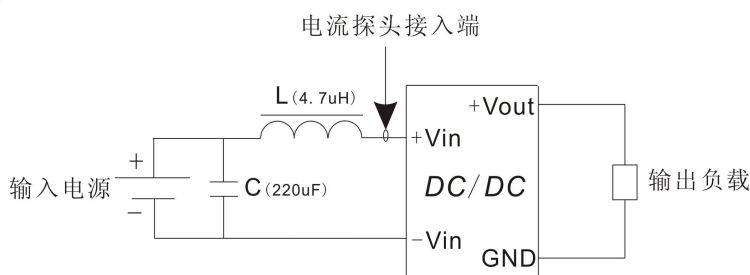 电流探头接入端
L(4.7uH)
+Vout
+Vin
+
输入电源
C(220uF)
DC/DC
输出负载
−
−Vin
GND